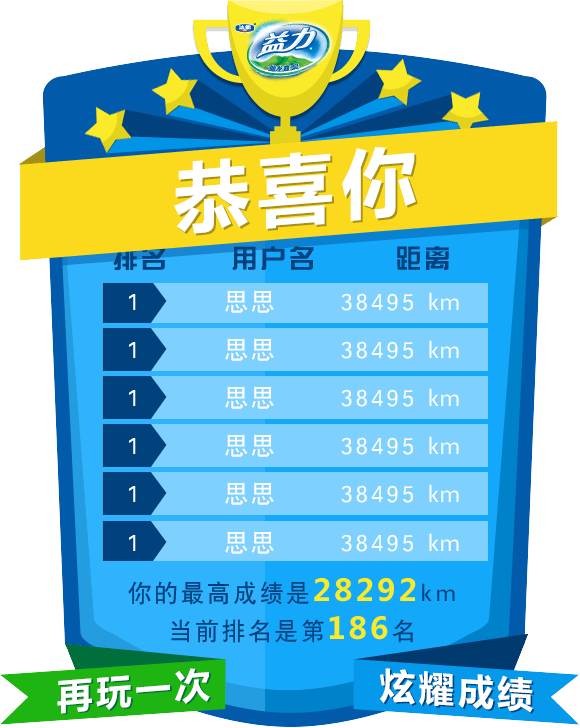 益力
恭喜你
排名 用户名 距离
1 思思 38495 km
1 思思 38495 km
1 思思 38495 km
1 思思 38495 km
1 思思 38495 km
1 思思 38495 km
你的最高成绩是28292km
当前排名是第186名
再玩一次 炫耀成绩